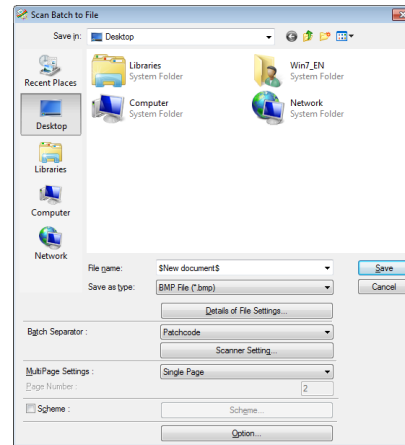 Scan Batch to File
Save in: Desktop
Recent Places
Desktop
Libraries
Computer
Network
Libraries
System Folder
Win7_EN
System Folder
Computer
System Folder
Network
System Folder
File name: $New document$ Save
Save as type: BMP File (*.bmp) Cancel
Details of File Settings...
Batch Separator : Patchcode
Scanner Setting...
MultiPage Settings : Single Page
Page Number : 2
Scheme : Scheme...
Option...